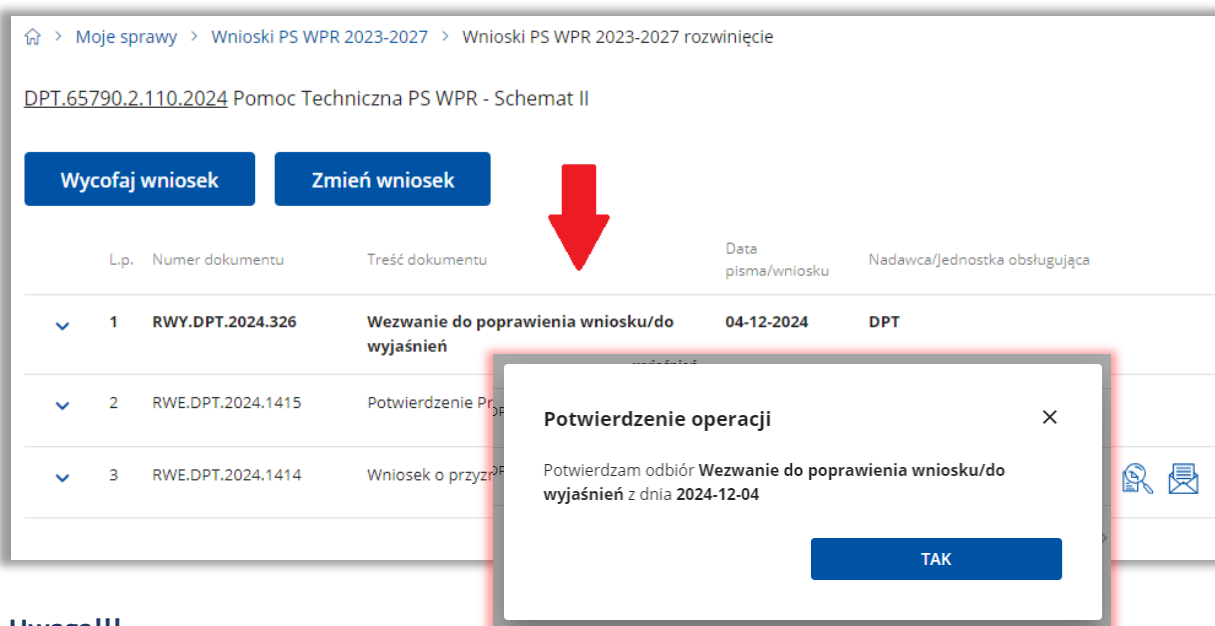 Moje sprawy > Wnioski PS WPR 2023-2027 > Wnioski PS WPR 2023-2027 rozwinięcie
DPT.65790.2.110.2024 Pomoc Techniczna PS WPR - Schemat II
Wycofaj wniosek Zmień wniosek
L.p. Numer dokumentu Treść dokumentu Data pisma/wniosku Nadawca/Jednostka obsługująca
1 RWY.DPT.2024.326 Wezwanie do poprawienia wniosku/do 04-12-2024 DPT
wyjaśnień
2 RWE.DPT.2024.1415 Potwierdzenie
3 RWE.DPT.2024.1414 Wniosek o
Potwierdzenie operacji
Potwierdzam odbiór Wezwanie do poprawienia wniosku/do
wyjaśnień z dnia 2024-12-04
TAK